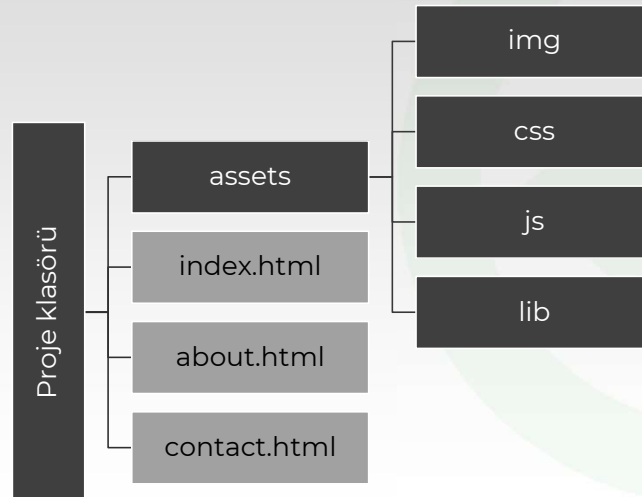 Proje klasörü
assets
index.html
about.html
contact.html
img
css
js
lib